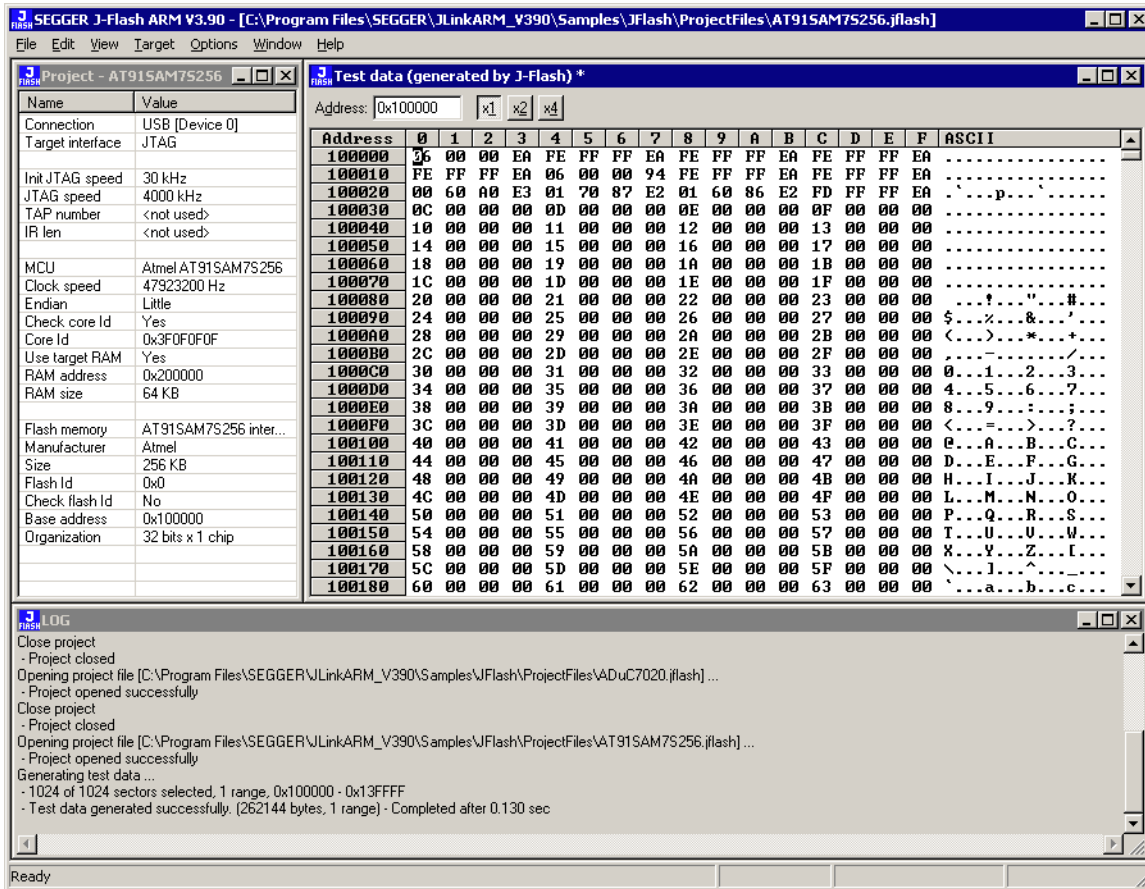 SEGGER J-Flash ARM V3.90 - [C:\Program Files\SEGGER\JLinkARM_V390\Samples\JFlash\ProjectFiles\AT91SAM7S256.jflash]
File Edit View Target Options Window Help
Project - AT91SAM7S256
Name Value
Connection USB [Device 0]
Target interface JTAG
Init JTAG speed 30 kHz
JTAG speed 4000 kHz
TAP number <not used>
IR len <not used>
MCU Atmel AT91SAM7S256
Clock speed 47923200 Hz
Endian Little
Check core Id Yes
Core Id 0x3F0F0F0F
Use target RAM Yes
RAM address 0x200000
RAM size 64 KB
Flash memory AT91SAM7S256 inter...
Manufacturer Atmel
Size 256 KB
Flash Id 0x0
Check flash Id No
Base address 0x100000
Organization 32 bits x 1 chip
Test data (generated by J-Flash) *
Address: 0x100000 x1 x2 x4
Address 0 1 2 3 4 5 6 7 8 9 A B C D E F ASCII
100000 06 00 00 EA FE FF FF EA FE FF FF EA FE FF FF EA ................
100010 FE FF FF EA 06 00 00 94 FE FF FF EA FE FF FF EA ................
100020 00 60 A0 E3 01 70 87 E2 01 60 86 E2 FD FF FF EA .`...p...`......
100030 0C 00 00 00 0D 00 00 00 0E 00 00 00 0F 00 00 00 ................
100040 10 00 00 00 11 00 00 00 12 00 00 00 13 00 00 00 ................
100050 14 00 00 00 15 00 00 00 16 00 00 00 17 00 00 00 ................
100060 18 00 00 00 19 00 00 00 1A 00 00 00 1B 00 00 00 ................
100070 1C 00 00 00 1D 00 00 00 1E 00 00 00 1F 00 00 00 ................
100080 20 00 00 00 21 00 00 00 22 00 00 00 23 00 00 00  ...!..."...#...
100090 24 00 00 00 25 00 00 00 26 00 00 00 27 00 00 00 $...%...&...'...
1000A0 28 00 00 00 29 00 00 00 2A 00 00 00 2B 00 00 00 (...)...*...+...
1000B0 2C 00 00 00 2D 00 00 00 2E 00 00 00 2F 00 00 00 ,...-......./...
1000C0 30 00 00 00 31 00 00 00 32 00 00 00 33 00 00 00 0...1...2...3...
1000D0 34 00 00 00 35 00 00 00 36 00 00 00 37 00 00 00 4...5...6...7...
1000E0 38 00 00 00 39 00 00 00 3A 00 00 00 3B 00 00 00 8...9...:...;...
1000F0 3C 00 00 00 3D 00 00 00 3E 00 00 00 3F 00 00 00 <...=...>...?...
100100 40 00 00 00 41 00 00 00 42 00 00 00 43 00 00 00 @...A...B...C...
100110 44 00 00 00 45 00 00 00 46 00 00 00 47 00 00 00 D...E...F...G...
100120 48 00 00 00 49 00 00 00 4A 00 00 00 4B 00 00 00 H...I...J...K...
100130 4C 00 00 00 4D 00 00 00 4E 00 00 00 4F 00 00 00 L...M...N...O...
100140 50 00 00 00 51 00 00 00 52 00 00 00 53 00 00 00 P...Q...R...S...
100150 54 00 00 00 55 00 00 00 56 00 00 00 57 00 00 00 T...U...V...W...
100160 58 00 00 00 59 00 00 00 5A 00 00 00 5B 00 00 00 X...Y...Z...[...
100170 5C 00 00 00 5D 00 00 00 5E 00 00 00 5F 00 00 00 \...]...^..._...
100180 60 00 00 00 61 00 00 00 62 00 00 00 63 00 00 00 `...a...b...c...
LOG
Close project
- Project closed
Opening project file [C:\Program Files\SEGGER\JLinkARM_V390\Samples\JFlash\ProjectFiles\ADuC7020.jflash] ...
- Project opened successfully
Close project
- Project closed
Opening project file [C:\Program Files\SEGGER\JLinkARM_V390\Samples\JFlash\ProjectFiles\AT91SAM7S256.jflash] ...
- Project opened successfully
Generating test data ...
- 1024 of 1024 sectors selected, 1 range, 0x100000 - 0x13FFFF
- Test data generated successfully. (262144 bytes, 1 range) - Completed after 0.130 sec
Ready